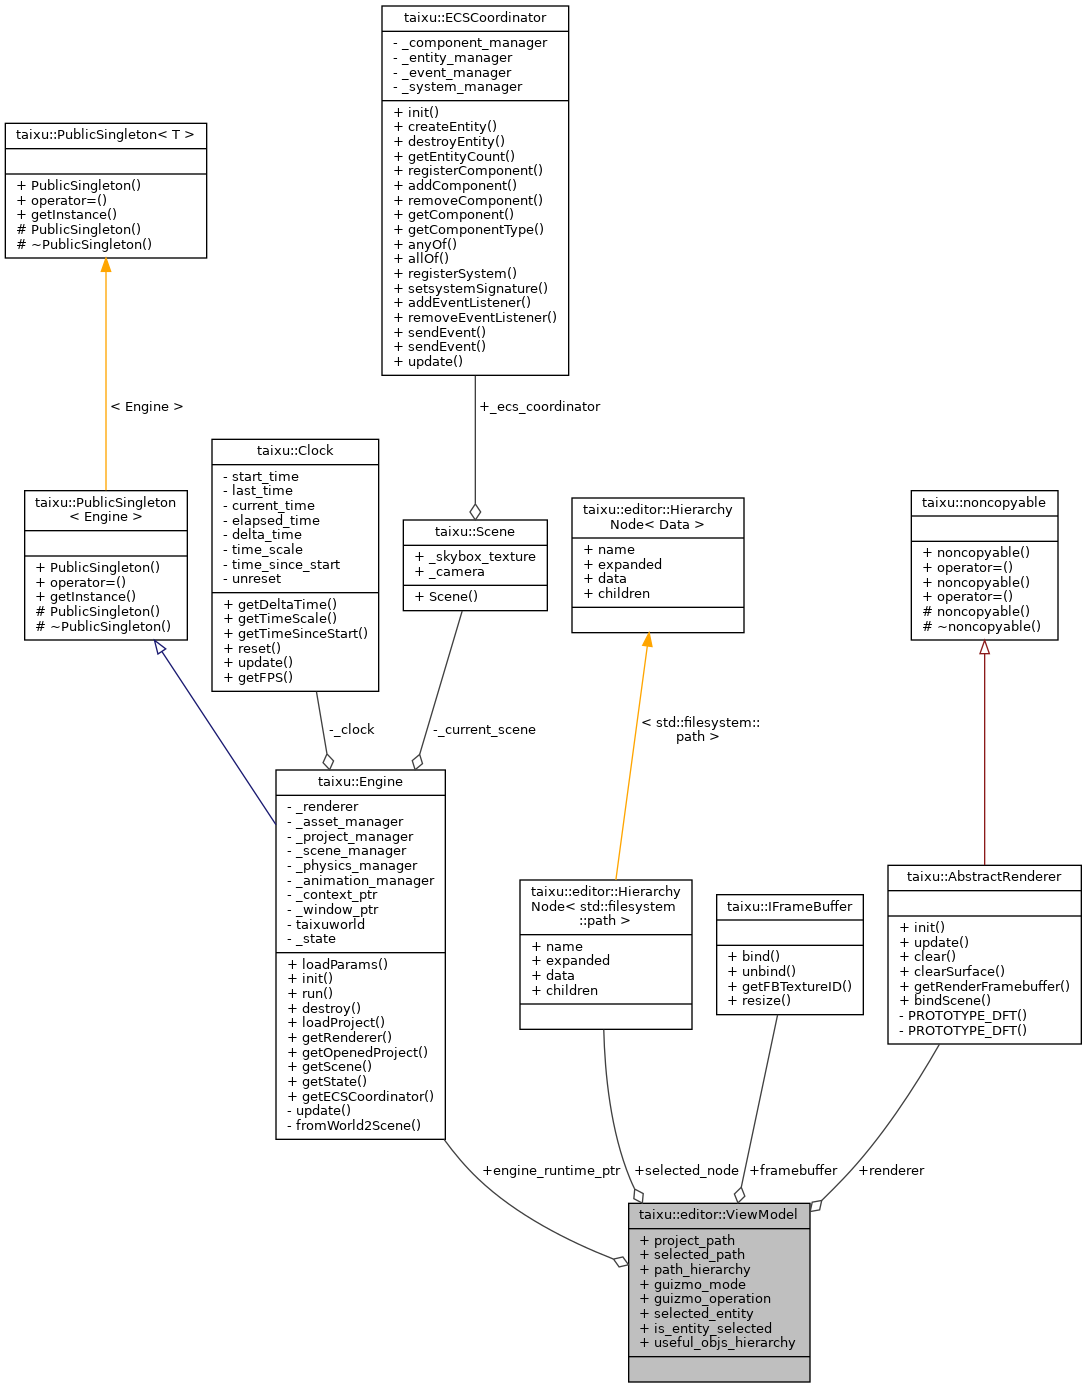 taixu::ECSCoordinator
- _component_manager
- _entity_manager
- _event_manager
- _system_manager
+ init()
+ createEntity()
+ destroyEntity()
+ getEntityCount()
+ registerComponent()
+ addComponent()
+ removeComponent()
+ getComponent()
+ getComponentType()
+ anyOf()
+ allOf()
+ registerSystem()
+ setsystemSignature()
+ addEventListener()
+ removeEventListener()
+ sendEvent()
+ sendEvent()
+ update()
taixu::PublicSingleton< T >
+ PublicSingleton()
+ operator=()
+ getInstance()
# PublicSingleton()
# ~PublicSingleton()
< Engine >
+_ecs_coordinator
taixu::PublicSingleton
< Engine >
+ PublicSingleton()
+ operator=()
+ getInstance()
# PublicSingleton()
# ~PublicSingleton()
taixu::Clock
- start_time
- last_time
- current_time
- elapsed_time
- delta_time
- time_scale
- time_since_start
- unreset
+ getDeltaTime()
+ getTimeScale()
+ getTimeSinceStart()
+ reset()
+ update()
+ getFPS()
taixu::Scene
+ _skybox_texture
+ _camera
+ Scene()
taixu::editor::Hierarchy
Node< Data >
+ name
+ expanded
+ data
+ children
taixu::noncopyable
+ noncopyable()
+ operator=()
+ noncopyable()
+ operator=()
# noncopyable()
# ~noncopyable()
-_clock
-_current_scene
< std::filesystem::
path >
taixu::Engine
- _renderer
- _asset_manager
- _project_manager
- _scene_manager
- _physics_manager
- _animation_manager
- _context_ptr
- _window_ptr
- taixuworld
- _state
+ loadParams()
+ init()
+ run()
+ destroy()
+ loadProject()
+ getRenderer()
+ getOpenedProject()
+ getScene()
+ getState()
+ getECSCoordinator()
- update()
- fromWorld2Scene()
taixu::editor::Hierarchy
Node< std::filesystem
::path >
+ name
+ expanded
+ data
+ children
taixu::IFrameBuffer
+ bind()
+ unbind()
+ getFBTextureID()
+ resize()
taixu::AbstractRenderer
+ init()
+ update()
+ clear()
+ clearSurface()
+ getRenderFramebuffer()
+ bindScene()
- PROTOTYPE_DFT()
- PROTOTYPE_DFT()
+engine_runtime_ptr
+selected_node
+framebuffer
+renderer
taixu::editor::ViewModel
+ project_path
+ selected_path
+ path_hierarchy
+ guizmo_mode
+ guizmo_operation
+ selected_entity
+ is_entity_selected
+ useful_objs_hierarchy